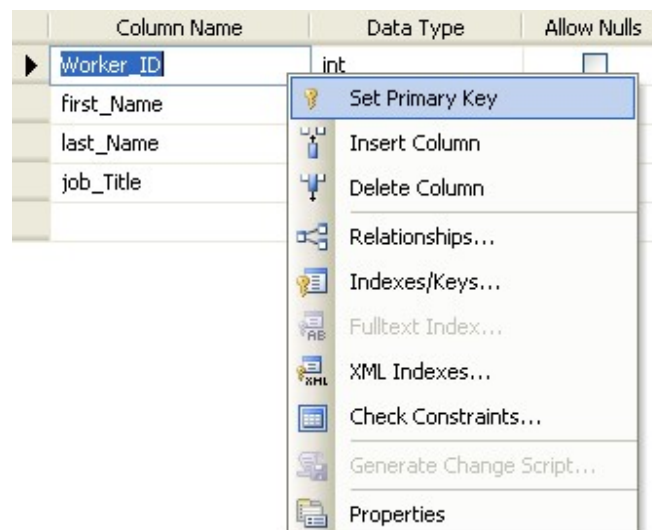 Column Name Data Type Allow Nulls
Worker_ID int
first_Name
last_Name
job_Title
Set Primary Key
Insert Column
Delete Column
Relationships...
Indexes/Keys...
Fulltext Index...
XML Indexes...
Check Constraints...
Generate Change Script...
Properties